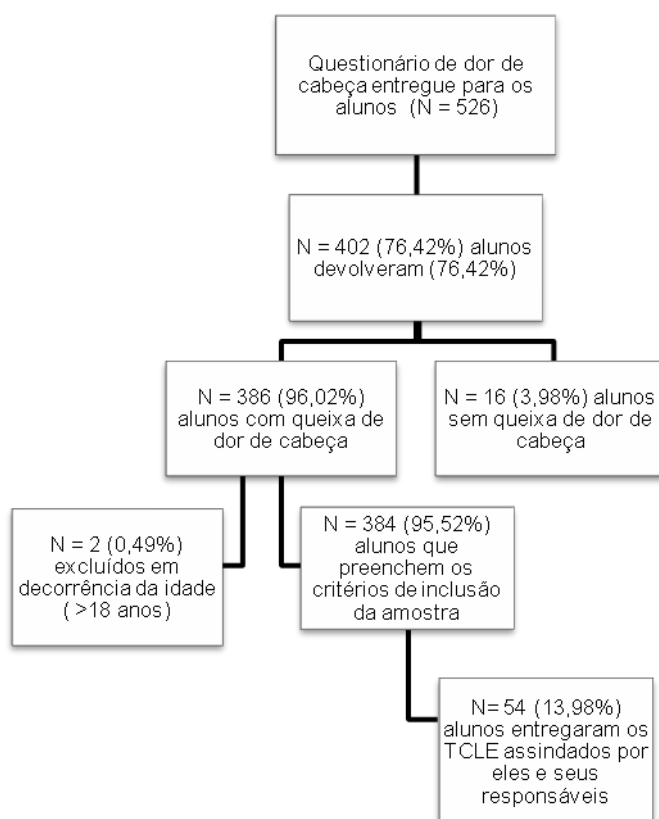 Questionário de dor de
cabeça entregue para os
alunos (N = 526)
N = 402 (76,42%) alunos
devolveram (76,42%)
N = 386 (96,02%)
alunos com queixa de
dor de cabeça
N = 16 (3,98%) alunos
sem queixa de dor de
cabeça
N = 2 (0,49%)
excluídos em
decorrência da idade
( >18 anos)
N = 384 (95,52%)
alunos que
preenchem os
critérios de inclusão
da amostra
N= 54 (13,98%)
alunos entregaram os
TCLE assindados por
eles e seus
responsáveis